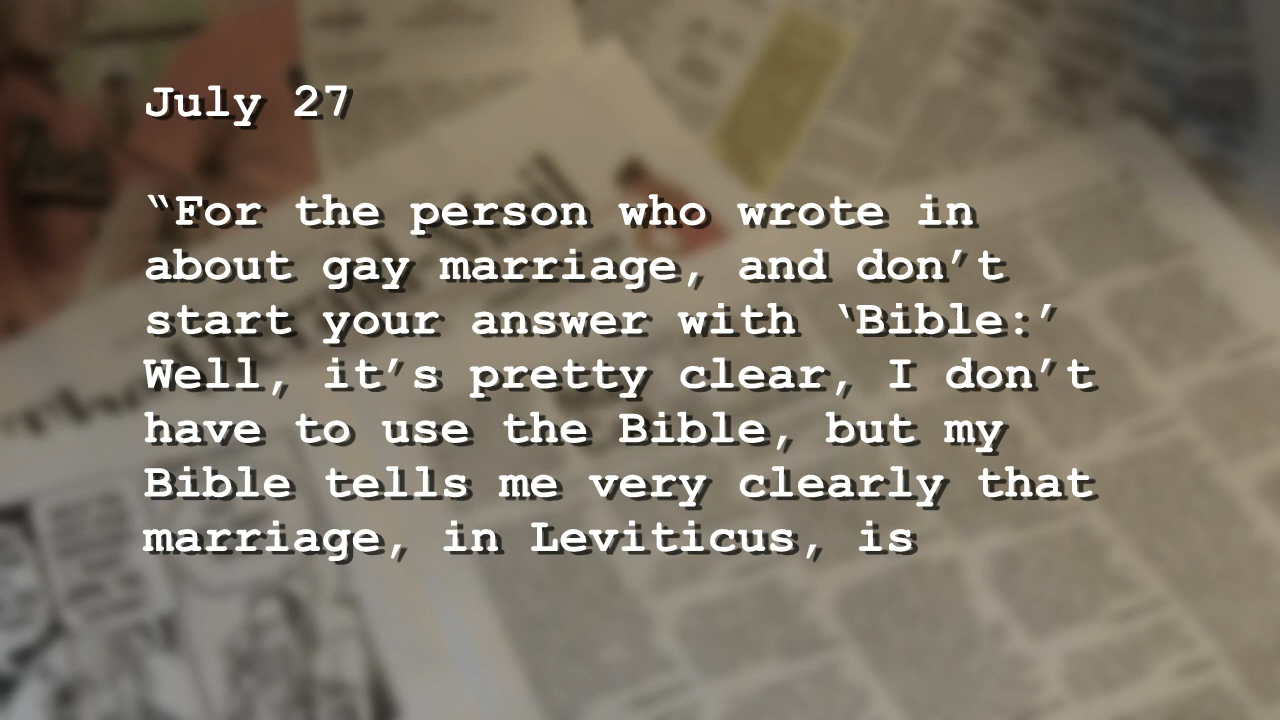 July 27
“For the person who wrote in
about gay marriage, and don’t
start your answer with ‘Bible:’
Well, it’s pretty clear, I don’t
have to use the Bible, but my
Bible tells me very clearly that
marriage, in Leviticus, is